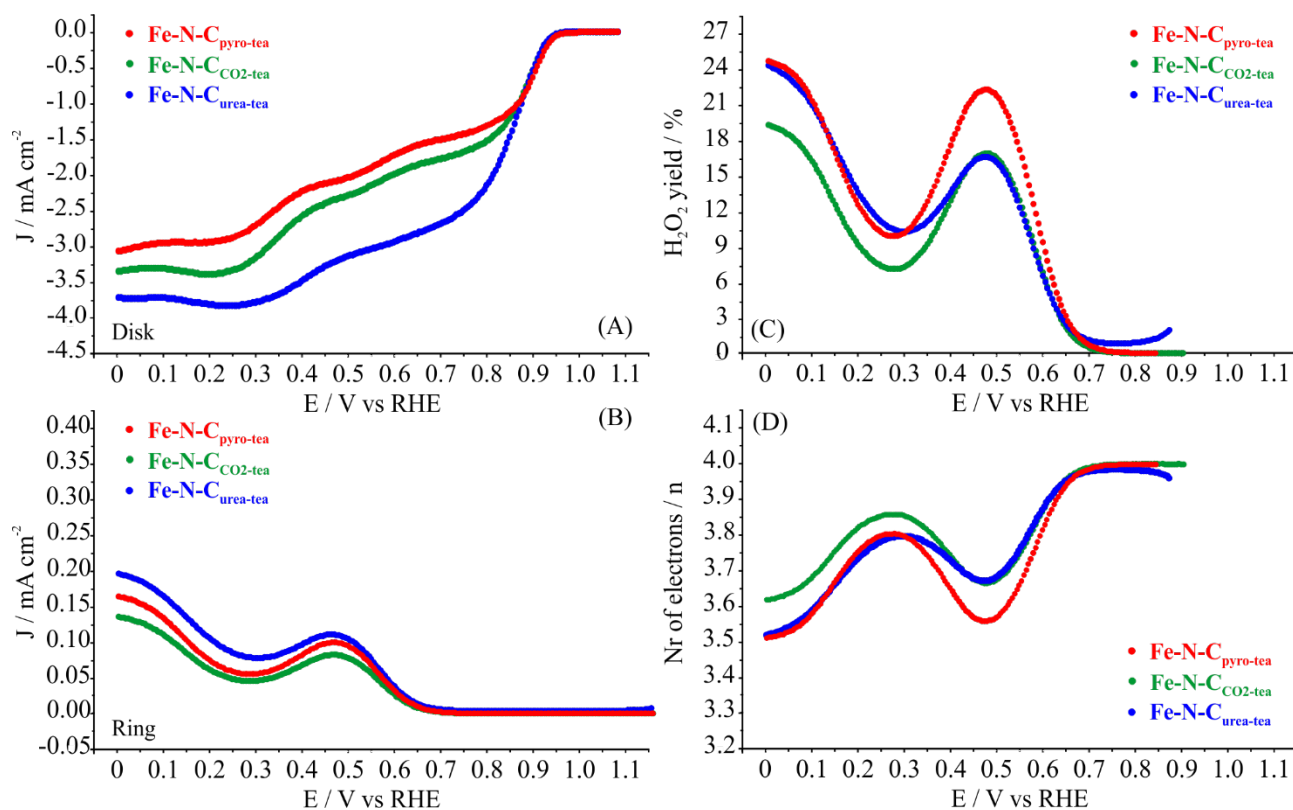 0.0
-0.5
-1.0
-1.5
-2.0
-2.5
-3.0
-3.5
-4.0
-4.5
J / mA cm-2
Fe-N-Cpyro-tea
Fe-N-CCO2-tea
Fe-N-Curea-tea
Disk
(A)
0 0.1 0.2 0.3 0.4 0.5 0.6 0.7 0.8 0.9 1.0 1.1
E / V vs RHE
27
24
21
18
15
12
9
6
3
0
H2O2 yield / %
Fe-N-Cpyro-tea
Fe-N-CCO2-tea
Fe-N-Curea-tea
(C)
0 0.1 0.2 0.3 0.4 0.5 0.6 0.7 0.8 0.9 1.0 1.1
E / V vs RHE
0.40
0.35
0.30
0.25
0.20
0.15
0.10
0.05
0.00
-0.05
J / mA cm-2
Fe-N-Cpyro-tea
Fe-N-CCO2-tea
Fe-N-Curea-tea
(B)
Ring
0 0.1 0.2 0.3 0.4 0.5 0.6 0.7 0.8 0.9 1.0 1.1
E / V vs RHE
4.1
4.0
3.9
3.8
3.7
3.6
3.5
3.4
3.3
3.2
Nr of electrons / n
(D)
Fe-N-Cpyro-tea
Fe-N-CCO2-tea
Fe-N-Curea-tea
0 0.1 0.2 0.3 0.4 0.5 0.6 0.7 0.8 0.9 1.0 1.1
E / V vs RHE